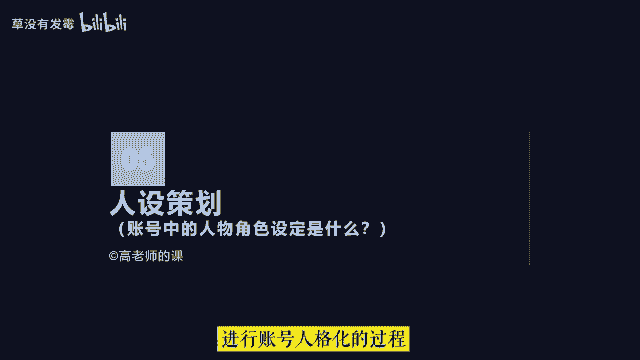 草没有发霉 bilibili
人设策划
（账号中的人物角色设定是什么？）
©高老师的课
进行账号人格化的过程